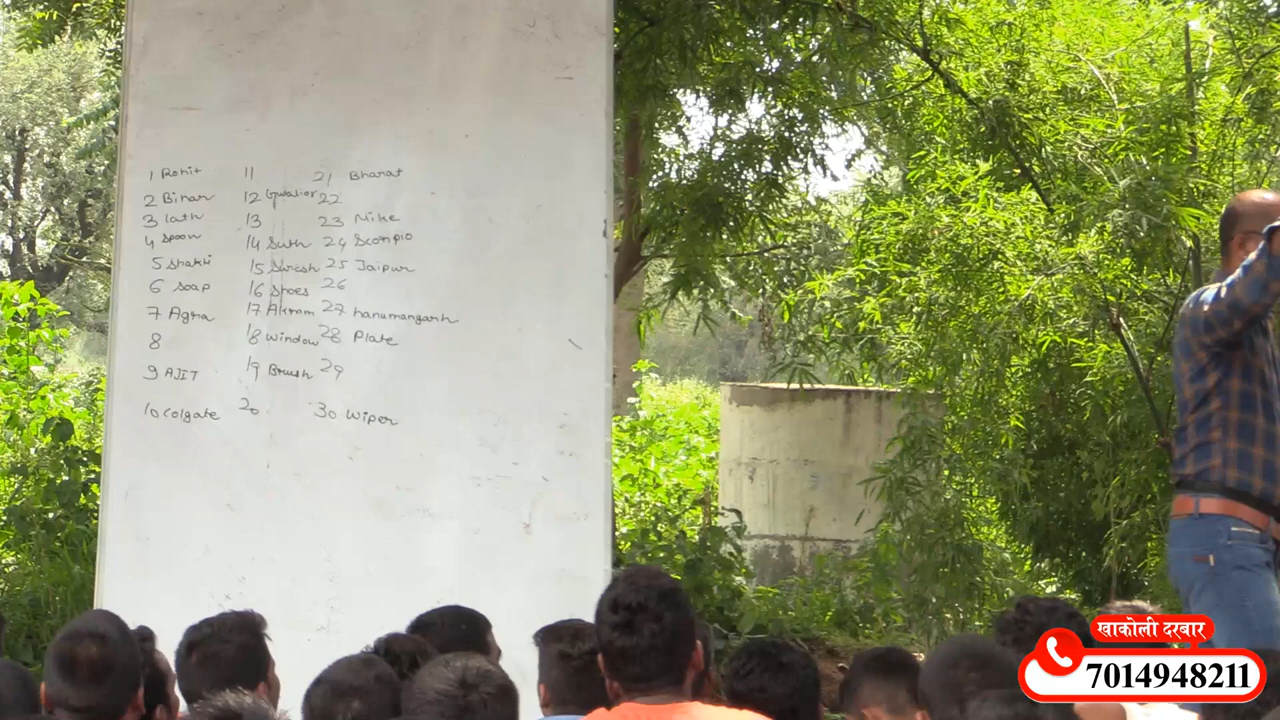 1 Rohit
2 Bihar
3 lath
4 Spoon
5 Shakti
6 Soap
7 Agra
8
9 AJIT
10 Colgate
11
12 Gwalior
13
14 Suth
15 Suresh
16 Shoes
17 Akram
18 Window
19 Brush
20
21 Bharat
22
23
24 Scorpio
25 Jaipur
26
27 hanumangarh
28 Plate
29
30 Wiper
खाकोली दरबार
7014948211